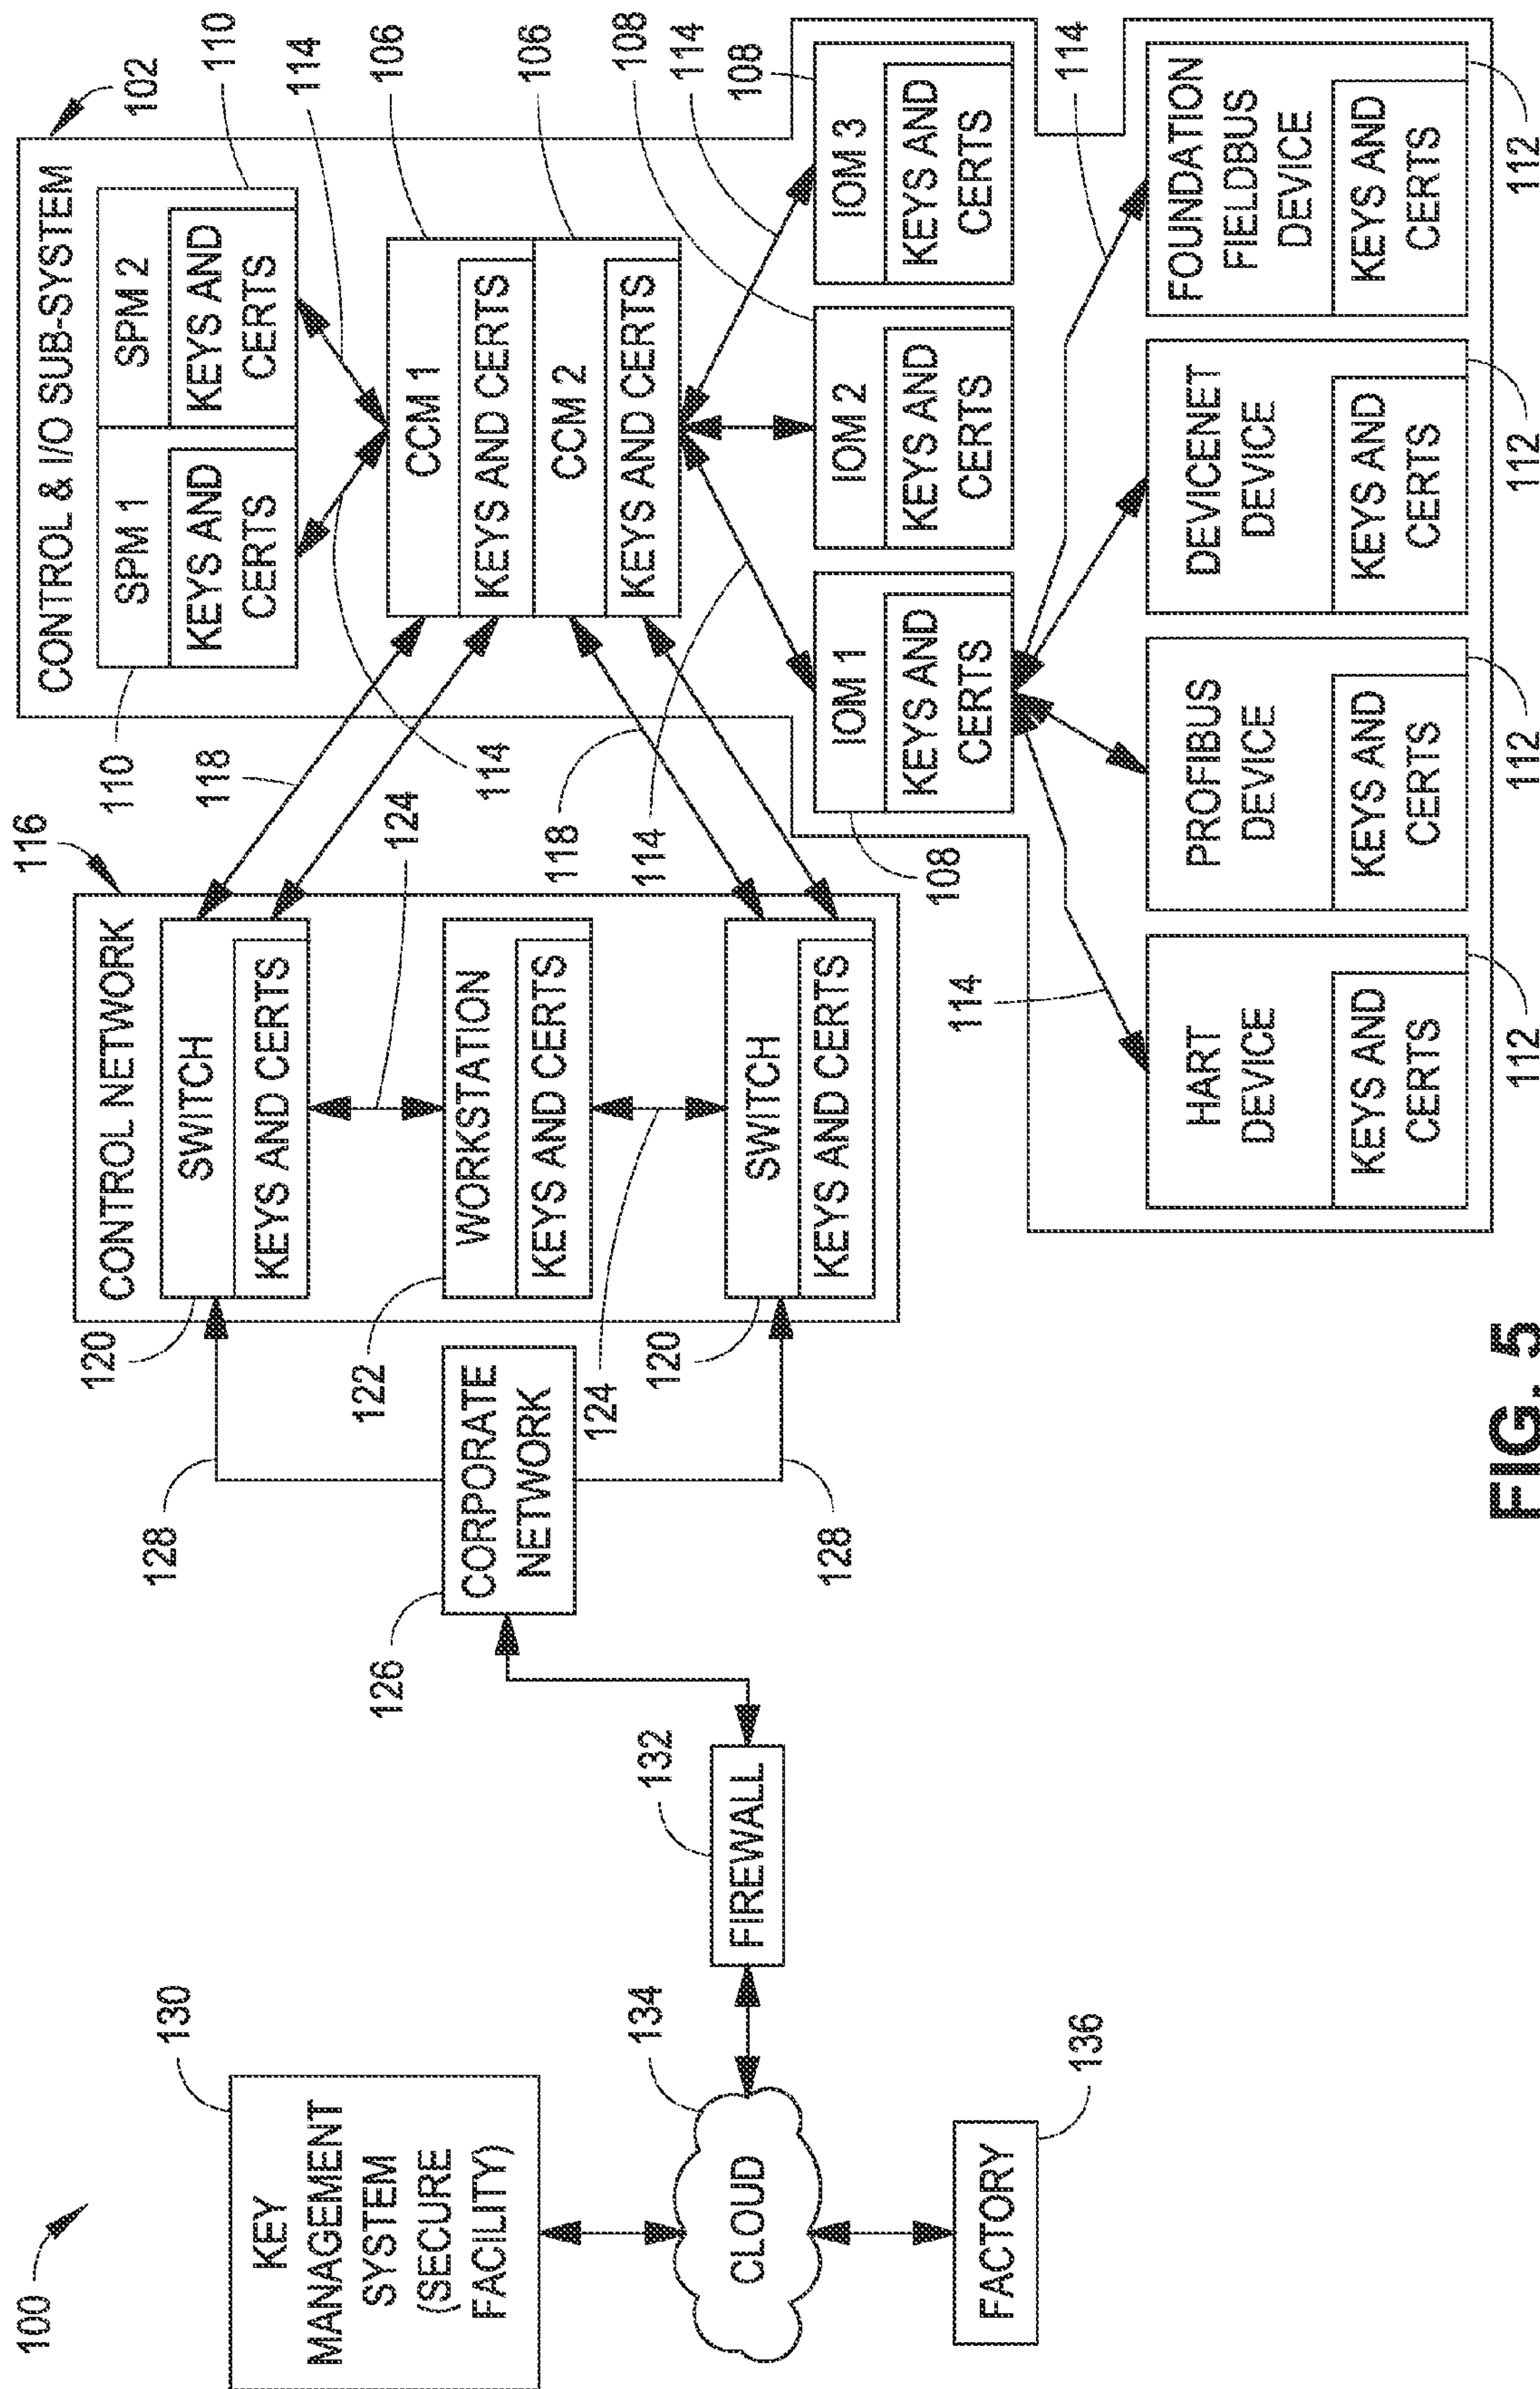 100
KEY
MANAGEMENT
SYSTEM
(SECURE
FACILITY)
130
CLOUD
134
FACTORY
136
FIREWALL
132
CORPORATE
NETWORK
126
128
128
116
CONTROL NETWORK
SWITCH
KEYS AND CERTS
120
124
WORKSTATION
KEYS AND CERTS
122
124
SWITCH
KEYS AND CERTS
120
118
118
102
CONTROL & I/O SUB-SYSTEM
SPM 1
KEYS AND
CERTS
110
SPM 2
KEYS AND
CERTS
110
114
114
CCM 1
KEYS AND CERTS
106
CCM 2
KEYS AND CERTS
106
114
114
IOM 1
KEYS AND
CERTS
108
IOM 2
KEYS AND
CERTS
108
IOM 3
KEYS AND
CERTS
108
114
114
HART
DEVICE
KEYS AND
CERTS
112
PROFIBUS
DEVICE
KEYS AND
CERTS
112
DEVICENET
DEVICE
KEYS AND
CERTS
112
FOUNDATION
FIELDBUS
DEVICE
KEYS AND
CERTS
112
FIG. 5